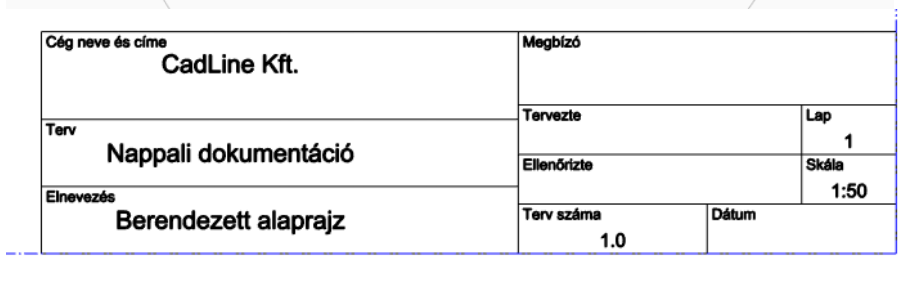 Cég neve és címe
CadLine Kft.
Megbízó
Terv
Nappali dokumentáció
Tervezte
Lap
1
Ellenőrizte
Skála
1:50
Elnevezés
Berendezett alaprajz
Terv száma
1.0
Dátum